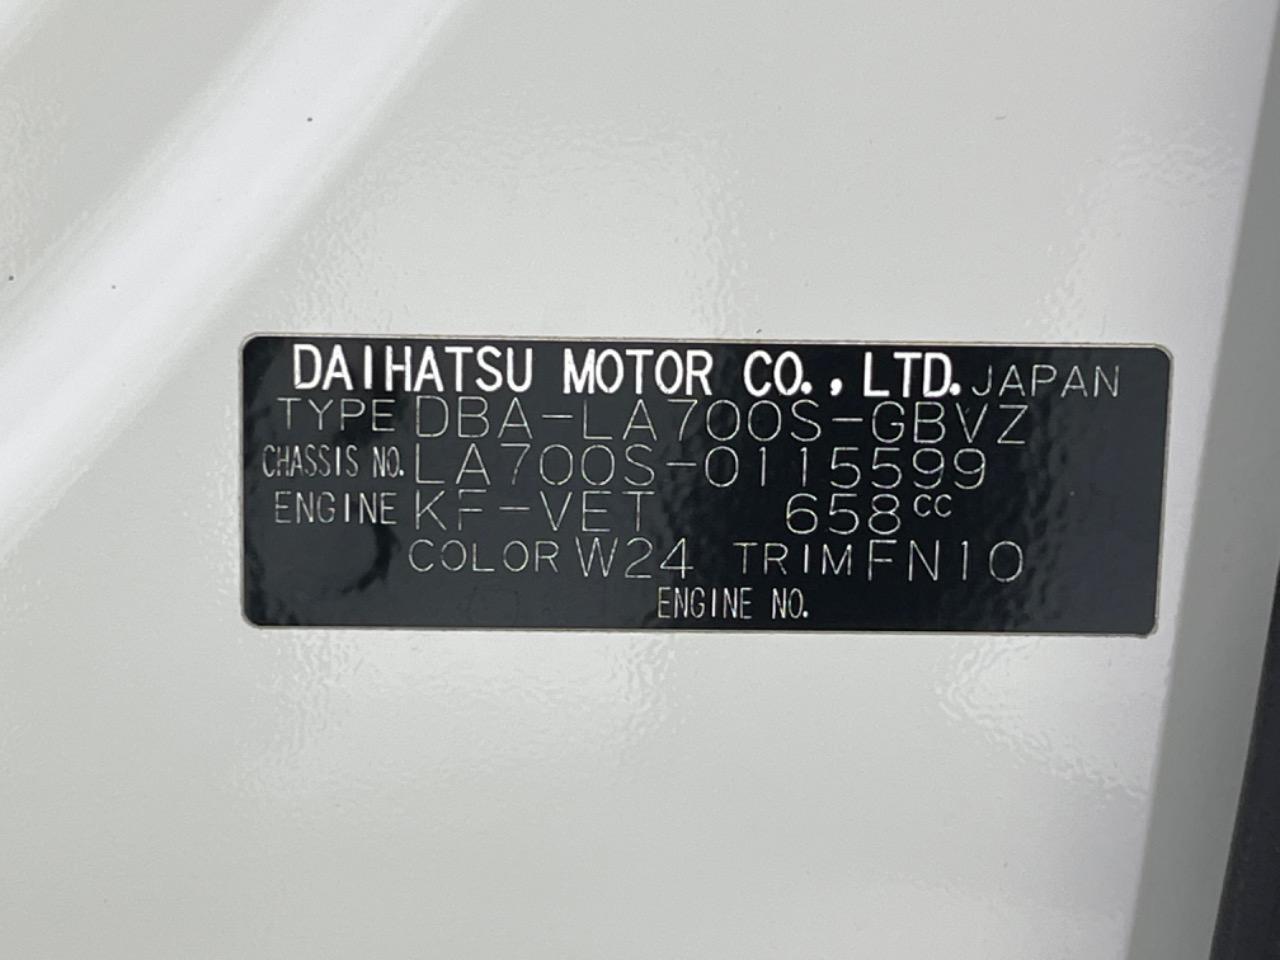 DAIHATSU MOTOR CO., LTD. JAPAN
TYPE DBA-LA700S-GBVZ
CHASSIS NO. LA700S-0115599
ENGINE KF-VET 658cc
COLOR W24 TRIM FN10
ENGINE NO.